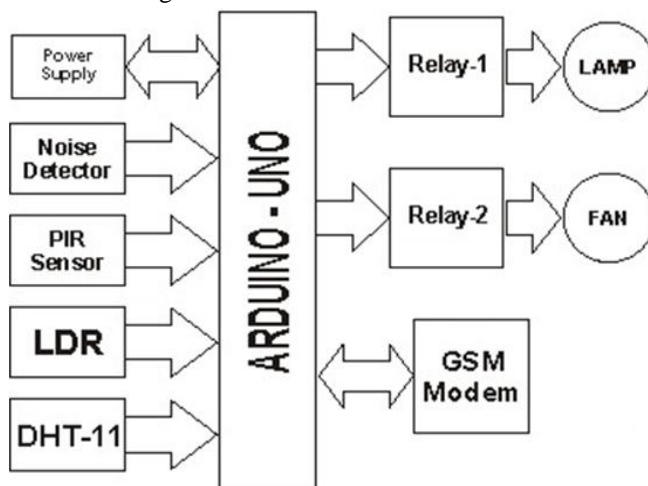 Power
Supply
Noise
Detector
PIR
Sensor
LDR
DHT-11
ARDUINO - UNO
Relay-1
LAMP
Relay-2
FAN
GSM
Modem